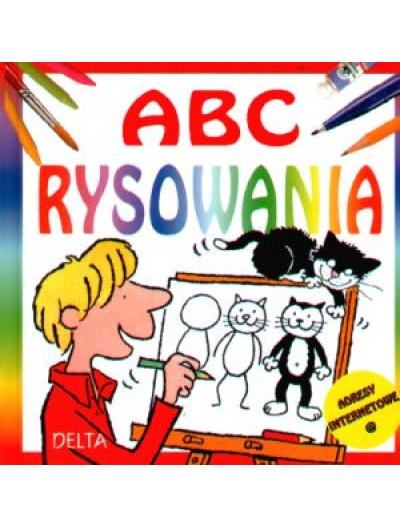 ABC
RYSOWANIA
ADRESY
INTERNETOWE
@
DELTA